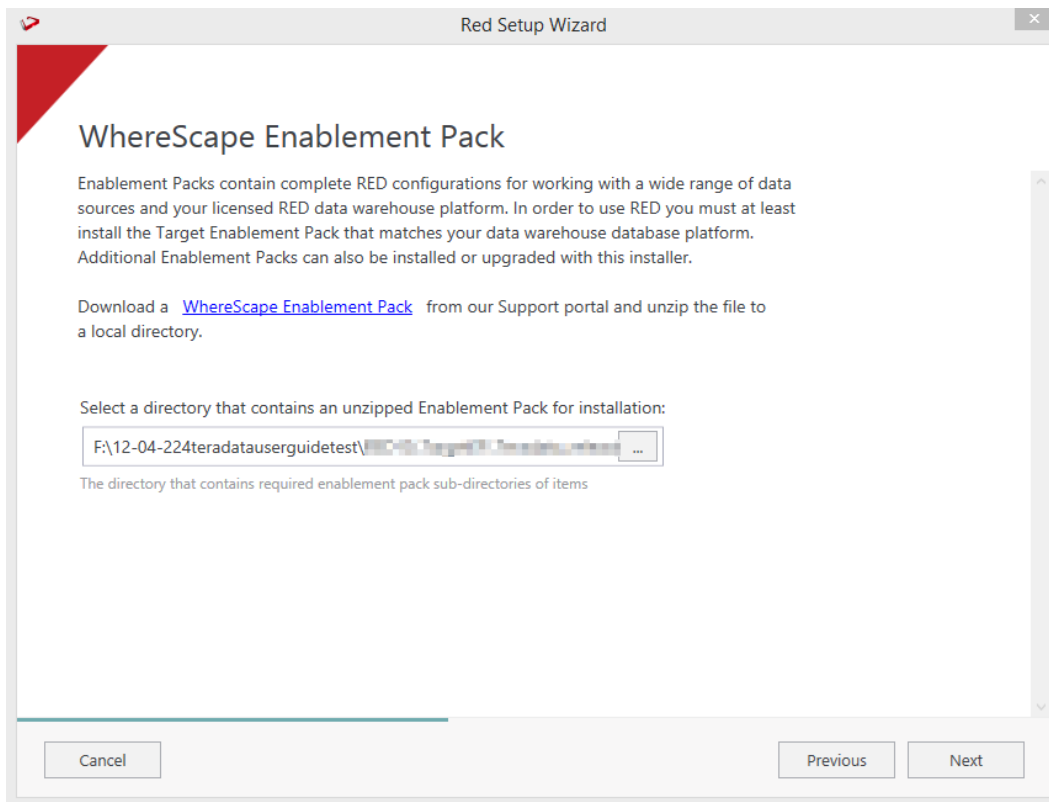 Red Setup Wizard
WhereScape Enablement Pack
Enablement Packs contain complete RED configurations for working with a wide range of data
sources and your licensed RED data warehouse platform. In order to use RED you must at least
install the Target Enablement Pack that matches your data warehouse database platform.
Additional Enablement Packs can also be installed or upgraded with this installer.
Download a WhereScape Enablement Pack from our Support portal and unzip the file to
a local directory.
Select a directory that contains an unzipped Enablement Pack for installation:
F:\12-04-224teradatauserguidetest\
...
The directory that contains required enablement pack sub-directories of items
Cancel
Previous
Next